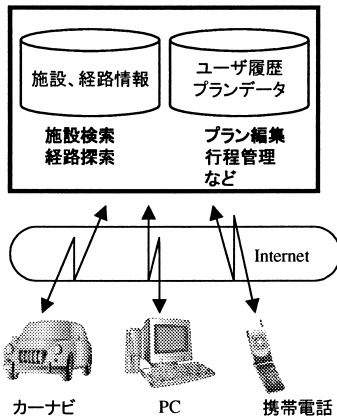 施設、経路情報
ユーザ履歴
プランデータ
施設検索
経路探索
プラン編集
行程管理
など
Internet
カーナビ
PC
携帯電話